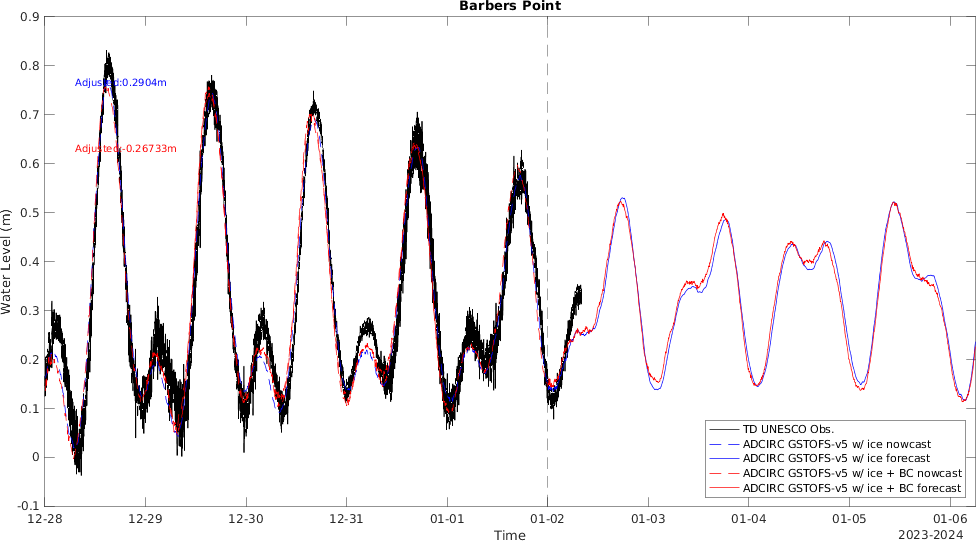 Barbers Point
0.9
0.8
0.7
0.6
0.5
0.4
0.3
0.2
0.1
0
-0.1
Water Level (m)
Adjusted:0.2904m
Adjusted:-0.26733m
TD UNESCO Obs.
ADCIRC GSTOFS-v5 w/ ice nowcast
ADCIRC GSTOFS-v5 w/ ice forecast
ADCIRC GSTOFS-v5 w/ ice + BC nowcast
ADCIRC GSTOFS-v5 w/ ice + BC forecast
12-28 12-29 12-30 12-31 01-01 01-02 01-03 01-04 01-05 01-06
Time
2023-2024